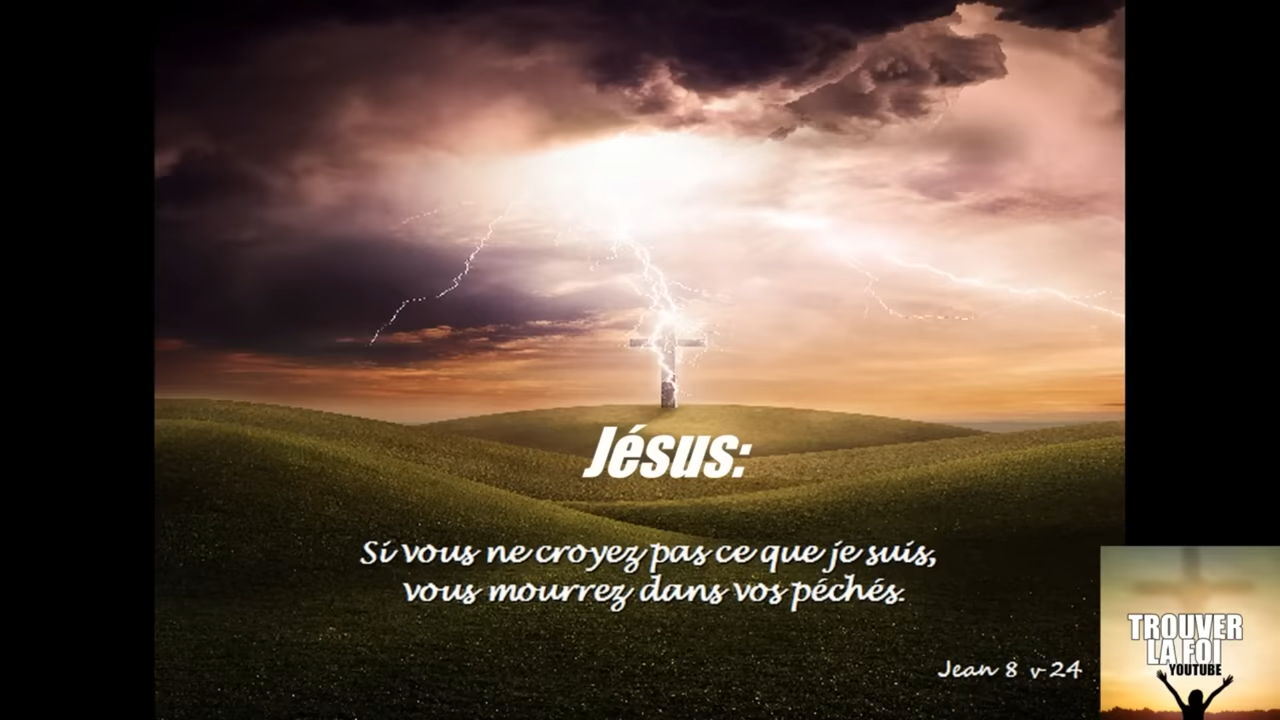 Jésus:
Si vous ne croyez pas ce que je suis,
vous mourrez dans vos péchés.
Jean 8 v 24
TROUVER
LA FOI
YOUTUBE